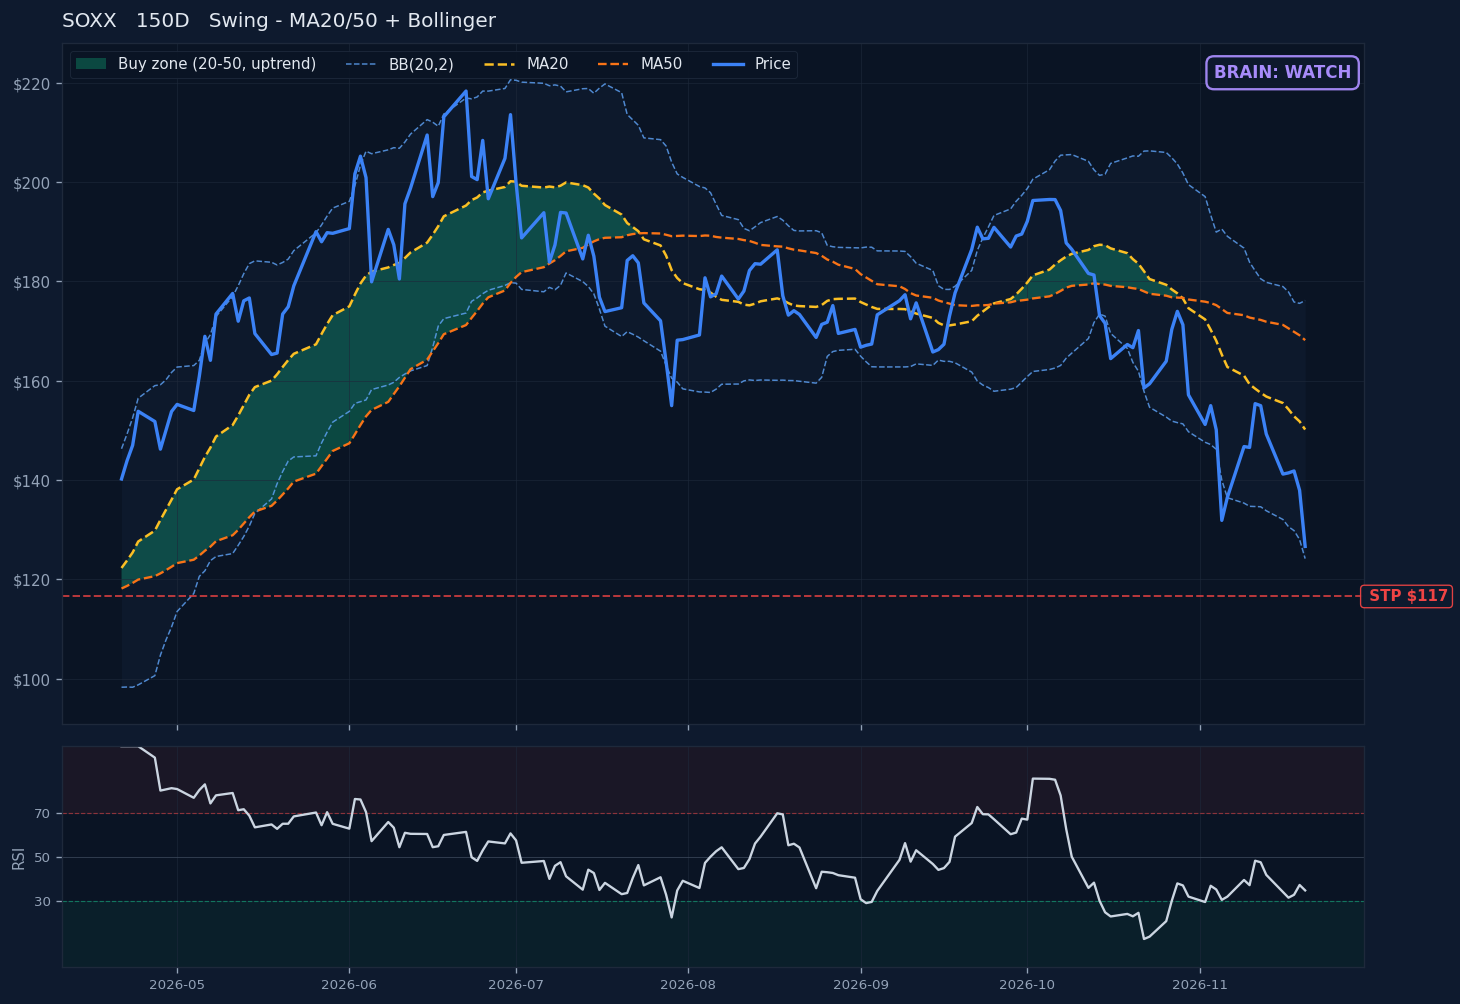 SOXX   150D   Swing - MA20/50 + Bollinger
Buy zone (20-50, uptrend)   BB(20,2)   MA20   MA50   Price
BRAIN: WATCH
$220
$200
$180
$160
$140
$120
STP $117
$100
70
50
30
RSI
2026-05   2026-06   2026-07   2026-08   2026-09   2026-10   2026-11